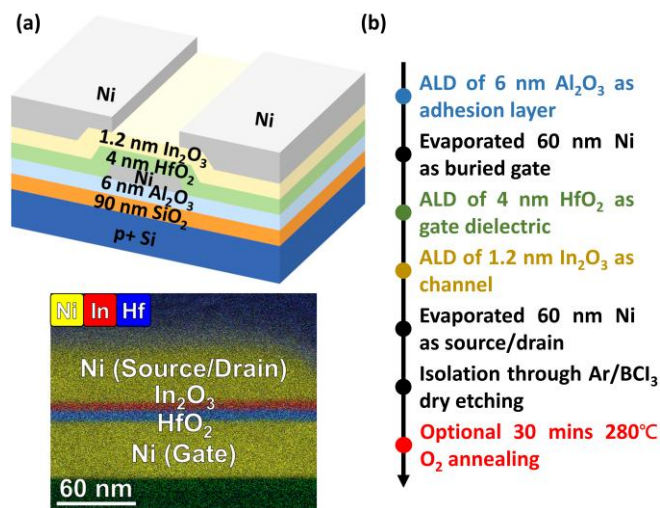 (a)
Ni
Ni
1.2 nm In₂O₃
4 nm HfO₂
Ni
6 nm Al₂O₃
90 nm SiO₂
p+ Si
Ni In Hf
Ni (Source/Drain)
In₂O₃
HfO₂
Ni (Gate)
60 nm
(b)
ALD of 6 nm Al₂O₃ as
adhesion layer
Evaporated 60 nm Ni
as buried gate
ALD of 4 nm HfO₂ as
gate dielectric
ALD of 1.2 nm In₂O₃ as
channel
Evaporated 60 nm Ni
as source/drain
Isolation through Ar/BCl₃
dry etching
Optional 30 mins 280℃
O₂ annealing